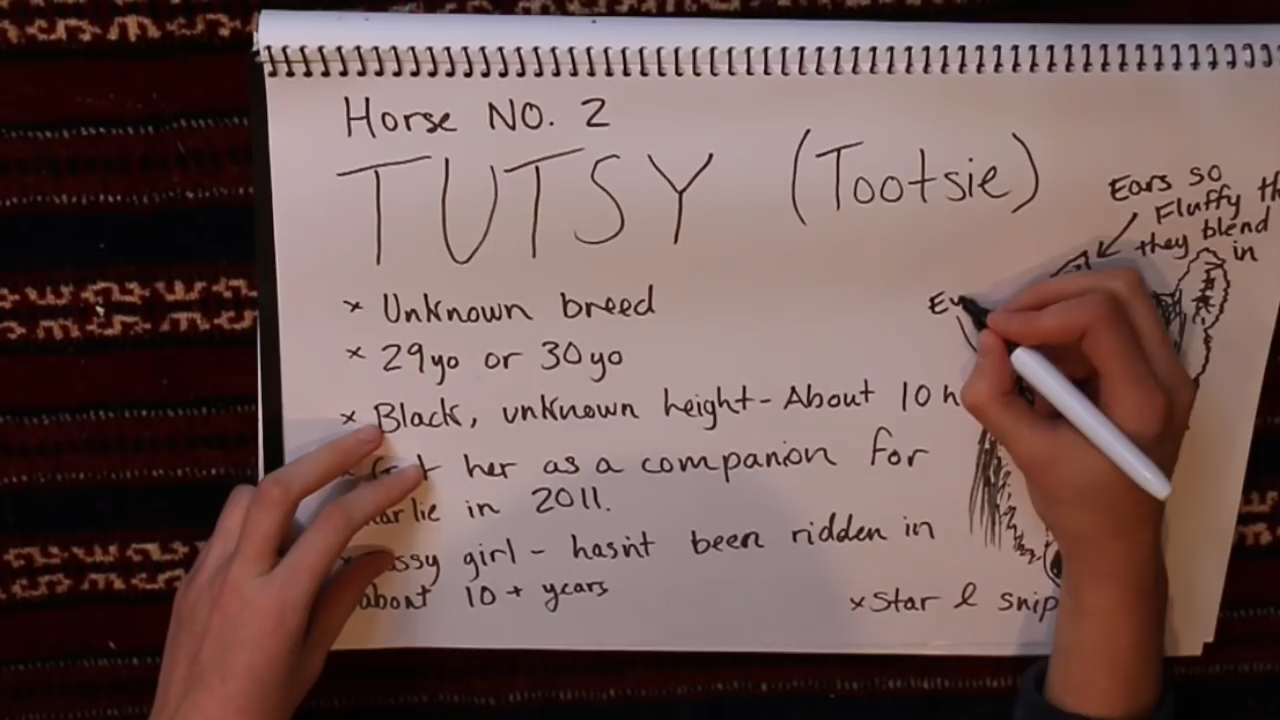 Horse NO. 2
TUTSY (Tootsie)
Ears so
Fluffy
they blend
in
× Unknown breed
× 29yo or 30yo
× Black, unknown height - About 10
her as a companion for
in 2011.
girl - hasn't been ridden in
about 10 + years
× Star & snip